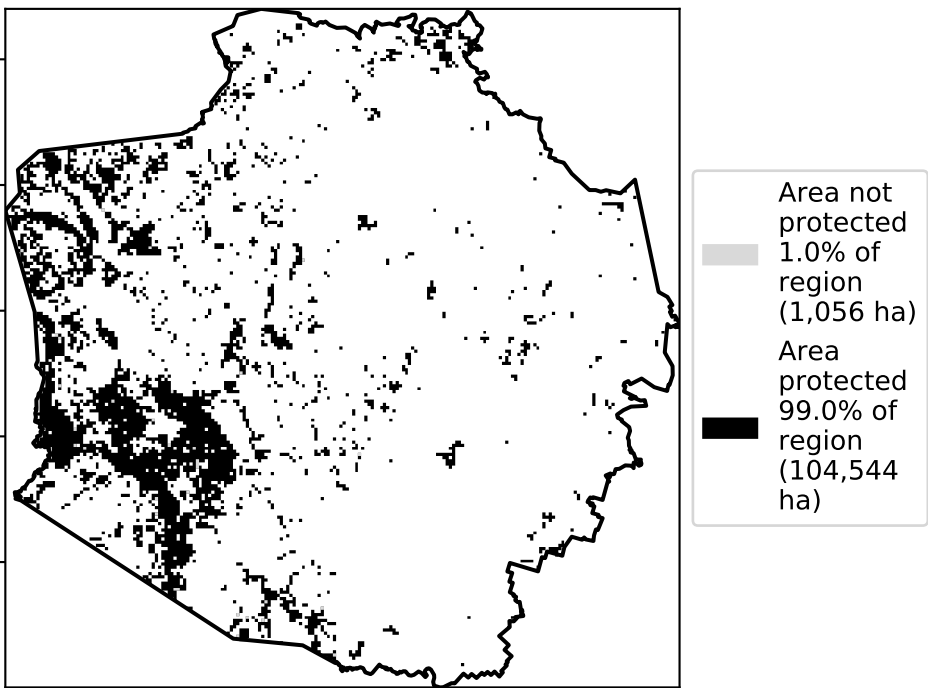 Area not
protected
1.0% of
region
(1,056 ha)
Area
protected
99.0% of
region
(104,544
ha)